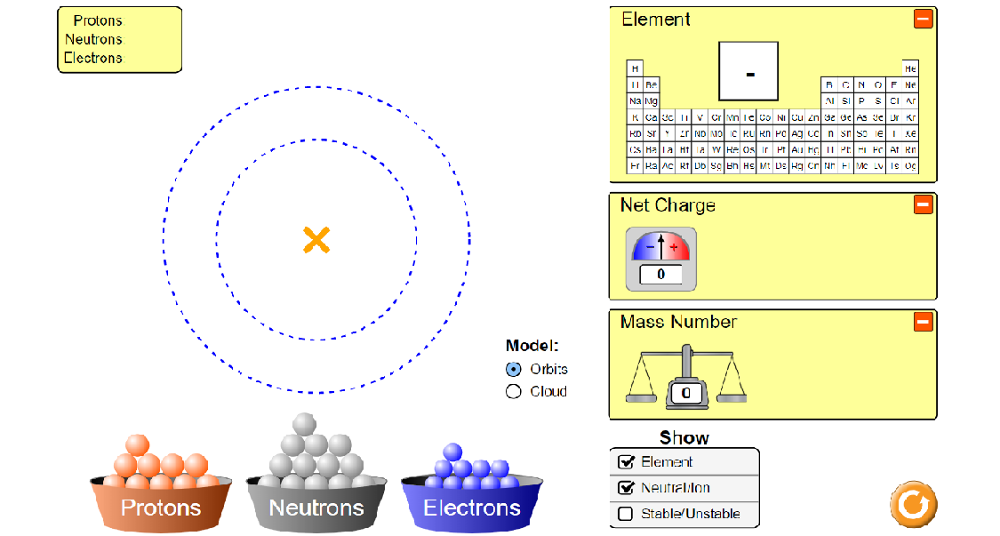 Protons:
Neutrons:
Electrons:
Element
-
H He
Li Be B C N O F Ne
Na Mg Al Si P S Cl Ar
K Ca Sc Ti V Cr Mn Fe Co Ni Cu Zn Ga Ge As Se Br Kr
Rb Sr Y Zr Nb Mo Tc Ru Rh Pd Ag Cd In Sn Sb Te I Xe
Cs Ba La Hf Ta W Re Os Ir Pt Au Hg Tl Pb Bi Po At Rn
Fr Ra Ac Rf Db Sg Bh Hs Mt Ds Rg Cn Nh Fl Mc Lv Ts Og
Net Charge
- +
0
Mass Number
0
Model:
Orbits
Cloud
Protons
Neutrons
Electrons
Show
Element
Neutral/Ion
Stable/Unstable